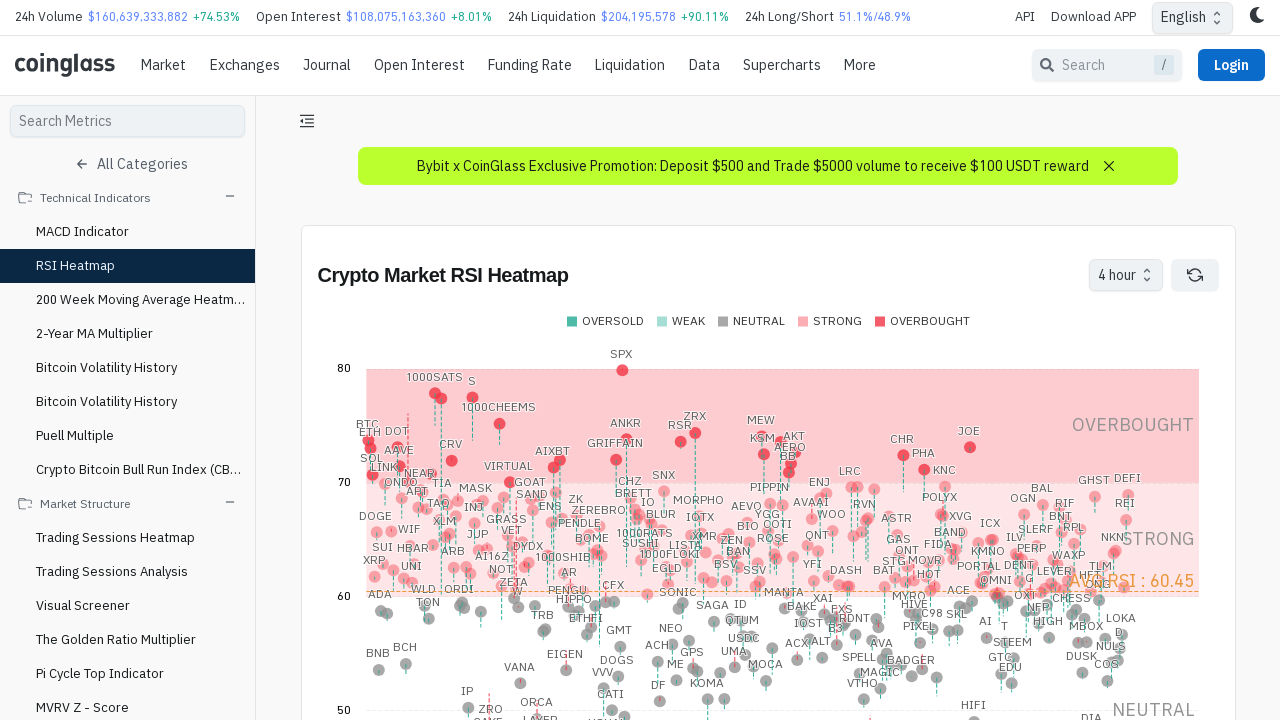 24h Volume $160,639,333,882 +74.53% Open Interest $108,075,163,360 +8.01% 24h Liquidation $204,195,578 +90.11% 24h Long/Short 51.1%/48.9% API Download APP English
coinglass Market Exchanges Journal Open Interest Funding Rate Liquidation Data Supercharts More Search / Login
Search Metrics
All Categories
Technical Indicators
MACD Indicator
RSI Heatmap
200 Week Moving Average Heatm...
2-Year MA Multiplier
Bitcoin Volatility History
Bitcoin Volatility History
Puell Multiple
Crypto Bitcoin Bull Run Index (CB...
Market Structure
Trading Sessions Heatmap
Trading Sessions Analysis
Visual Screener
The Golden Ratio Multiplier
Pi Cycle Top Indicator
MVRV Z - Score
Bybit x CoinGlass Exclusive Promotion: Deposit $500 and Trade $5000 volume to receive $100 USDT reward
Crypto Market RSI Heatmap
4 hour
OVERSOLD WEAK NEUTRAL STRONG OVERBOUGHT
SPX
80
1000SATS S
1000CHEEMS
BTC ANKR RSR ZRX MEW OVERBOUGHT
ETH DOT KSM AKT CHR JOE
AAVE CRV AIXBT GRIFFAIN AERO PHA
SOL LINK VIRTUAL BB LRC KNC
70
NEAR SNX
ONDO TIA MASK GOAT CHZ PIPPIN ENJ BAL GHST DEFI
APT SAND BRETT MORPHO POLYX OGN
TAO INJ ENS ZK IO AEVO AVAAI RVN RIF REI
DOGE XLM GRASS PENDLE ZEREBRO BLUR IOTX YGG WOO ASTR XVG BNT
WIF JUP VET BOME 1000RATS XMR BIO COTI QNT GAS BAND ICX SLERF RPL NKN STRONG
SUI HBAR ARB DYDX SUSHI LISTA ZEN ROSE ONT FIDA ILV
UNI AI16Z 1000SHIB 1000FLOKI BAN YFI STG MOVR KMNO PERP WAXP
NOT AR EGLD BSV SSV DASH BAT HOT PORTAL DENT LEVER TLM
ADA WLD ORDI ZETA PENGU CFX SONIC MANTA ACE OMNI G AVG RSI : 60.45
60
TON W HIPPO SAGA ID BAKE XAI MYRO HIVE OXT CHESS
TRB ETHFI QTUM IOST C98 SKL NFP
BNB BCH GMT NEO USDC PIXEL AI T HIGH MBOX LOKA
EIGEN ACH GPS UMA ACX ALT AVA STEEM NULS
VANA DOGS ME MOCA SPELL BADGER GTC DUSK COS
IP VVV DF KOMA VTHO MAGIC EDU
ZRO ORCA CATI HIFI
50
NEUTRAL
LAYER DIA